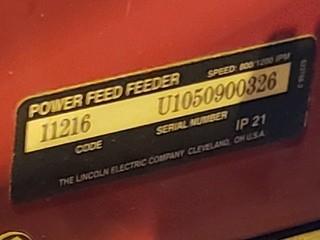 POWER FEED FEEDER SPEED: 800/1200 IPM
11216 U1050900326
CODE SERIAL NUMBER IP 21
THE LINCOLN ELECTRIC COMPANY CLEVELAND, OH U.S.A.